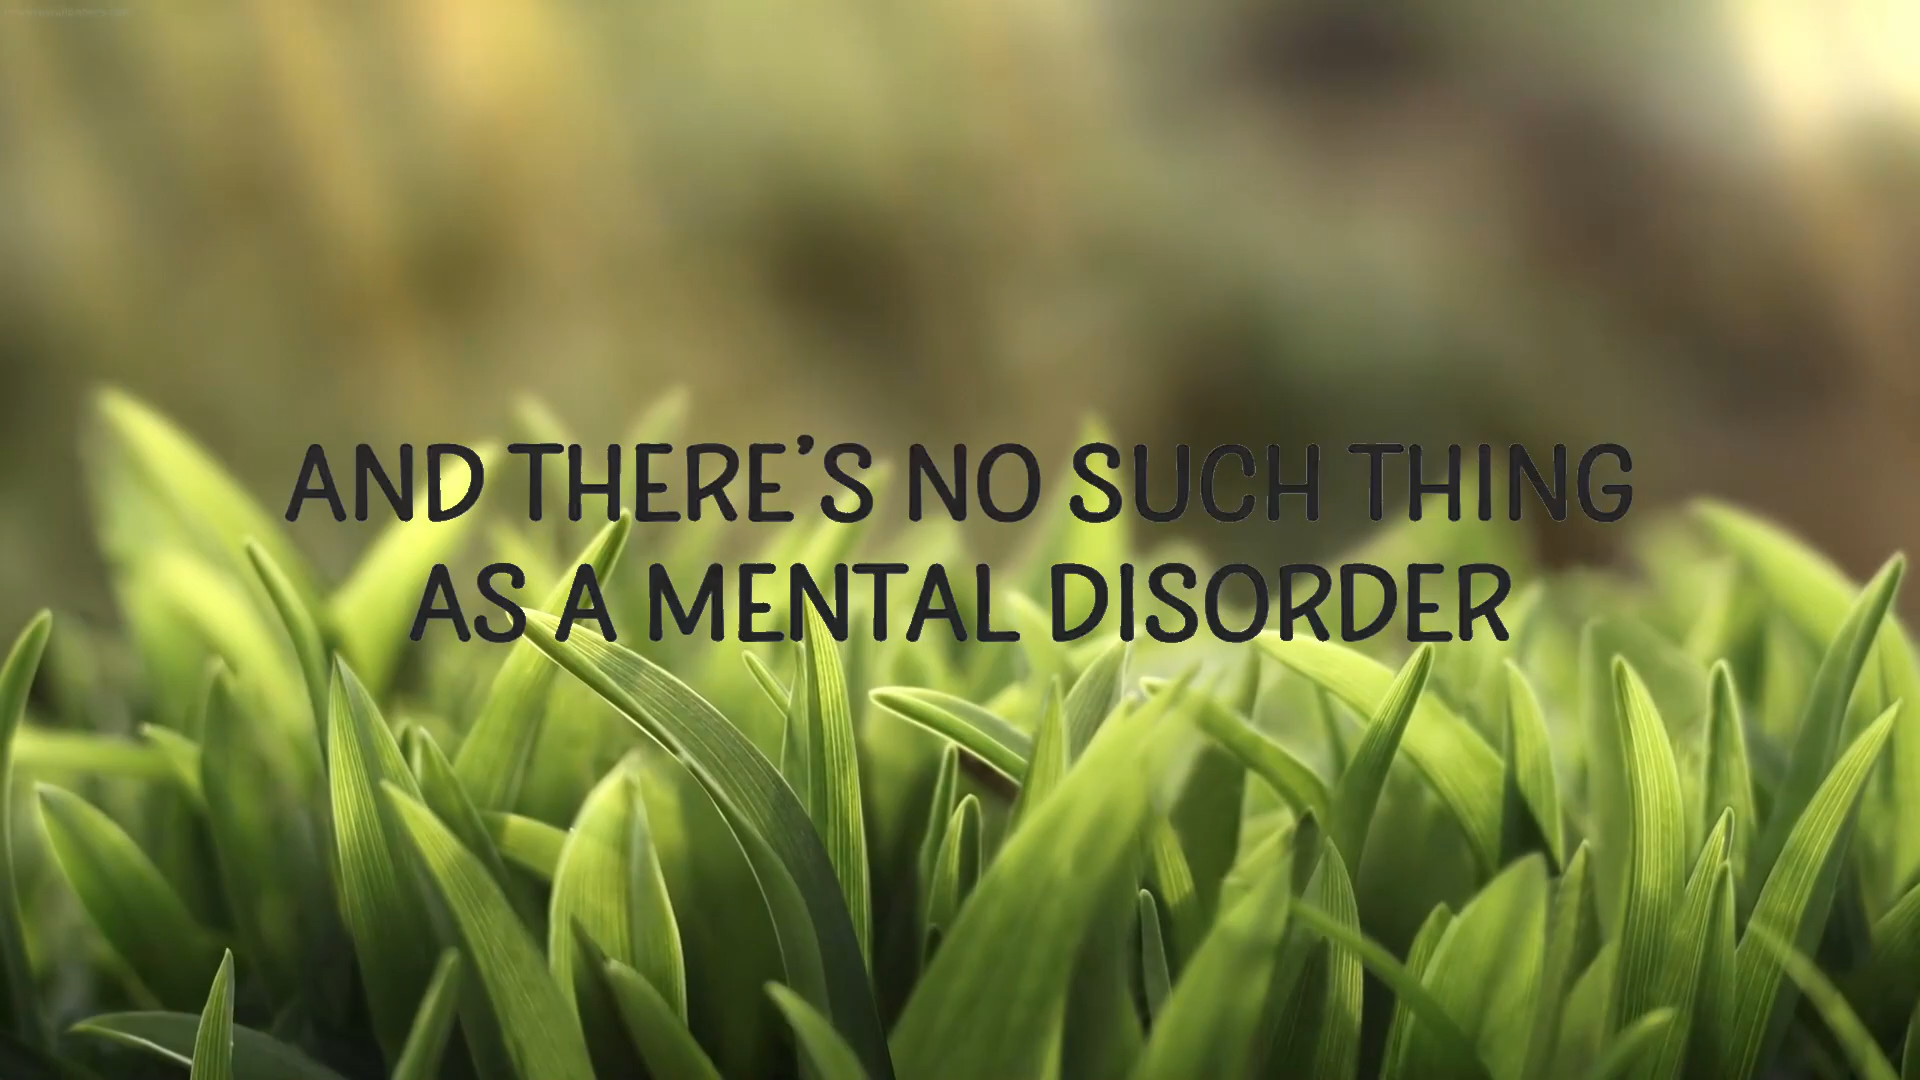 AND THERE’S NO SUCH THING
AS A MENTAL DISORDER